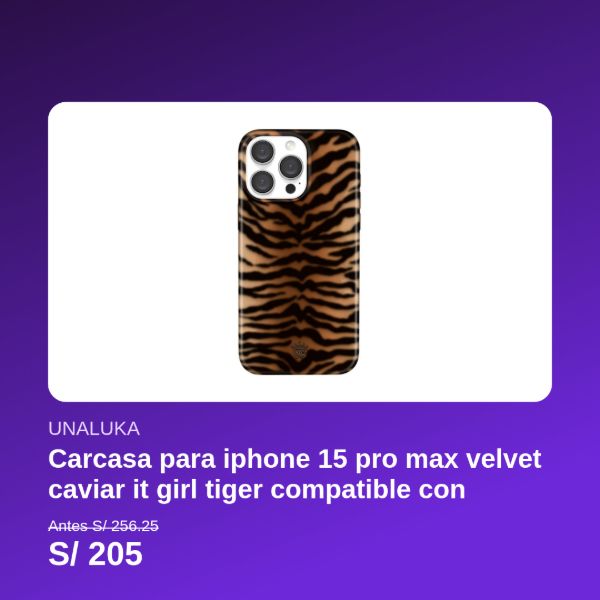 UNALUKA
Carcasa para iphone 15 pro max velvet
caviar it girl tiger compatible con
Antes S/ 256.25
S/ 205